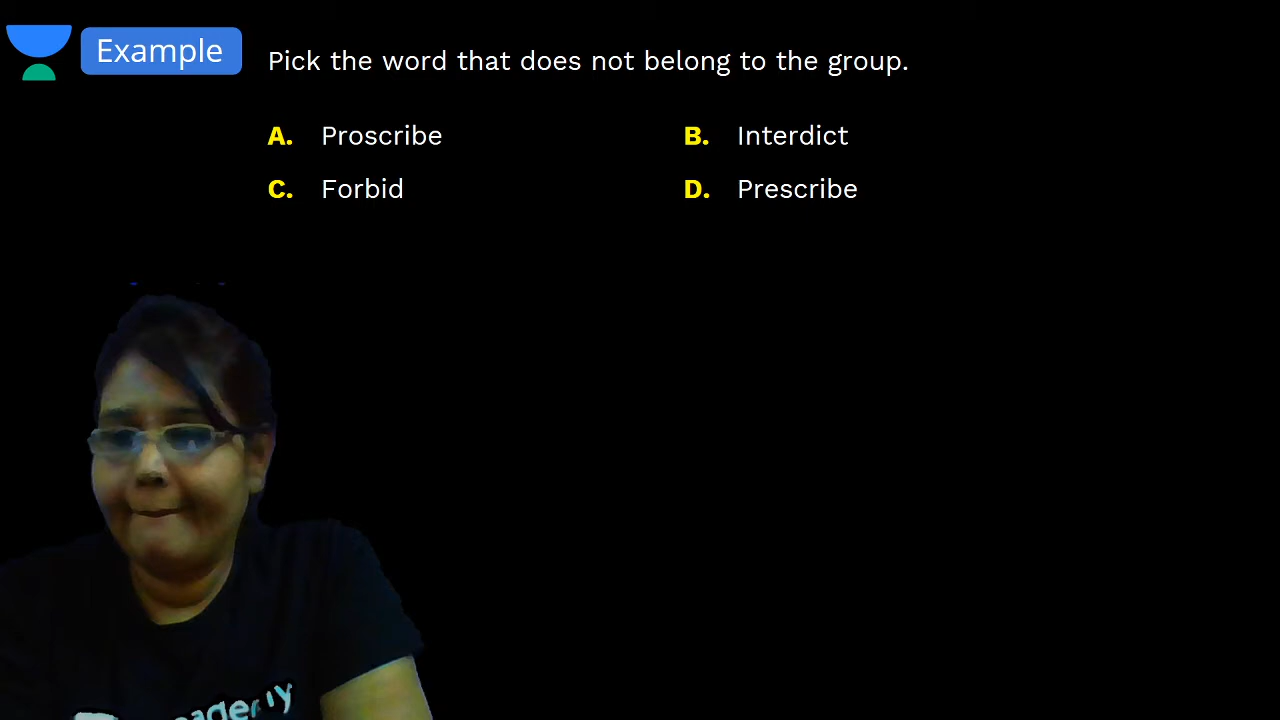 Example
Pick the word that does not belong to the group.
A. Proscribe B. Interdict
C. Forbid D. Prescribe